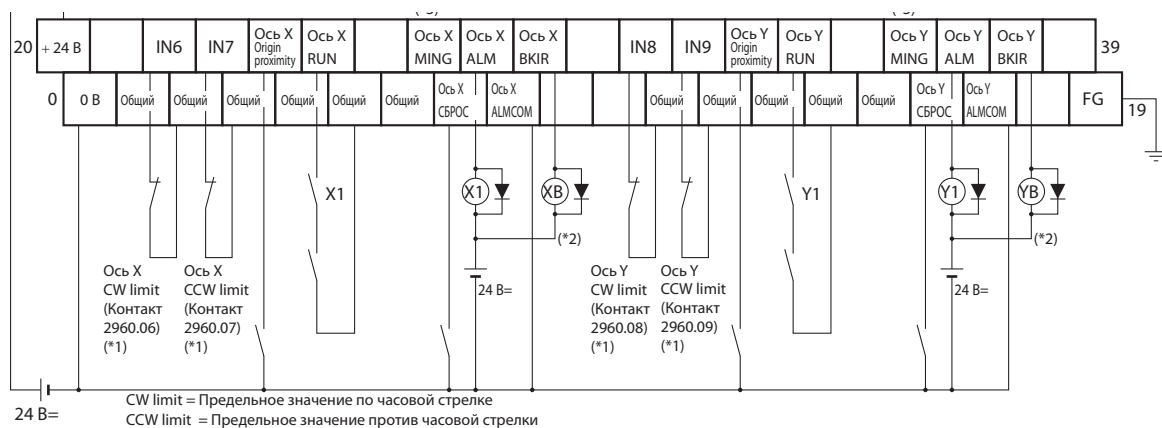 20
+ 24 В
IN6
IN7
Ось X
Origin
proximity
Ось X
RUN
Ось X
MING
Ось X
ALM
Ось X
BKIR
IN8
IN9
Ось Y
Origin
proximity
Ось Y
RUN
Ось Y
MING
Ось Y
ALM
Ось Y
BKIR
39
0
0 В
Общий
Общий
Общий
Общий
Общий
Общий
Ось X
СБРОС
Ось X
ALMCOM
Общий
Общий
Общий
Общий
Общий
Ось Y
СБРОС
Ось Y
ALMCOM
FG
19
X1
X1
XB
Y1
Y1
YB
(*2)
(*2)
Ось X
CW limit
(Контакт
2960.06)
(*1)
Ось X
CCW limit
(Контакт
2960.07)
(*1)
24 В=
Ось Y
CW limit
(Контакт
2960.08)
(*1)
Ось Y
CCW limit
(Контакт
2960.09)
(*1)
24 В=
24 В=
CW limit = Предельное значение по часовой стрелке
CCW limit = Предельное значение против часовой стрелки